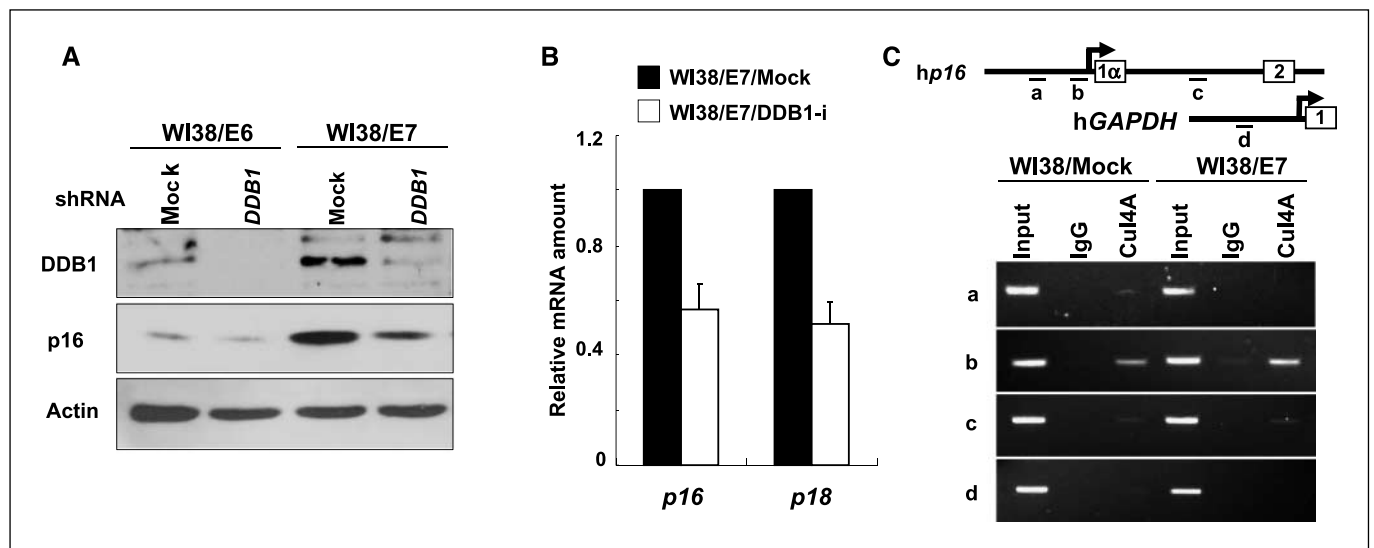 A
WI38/E6 WI38/E7
shRNA Mock DDB1 Mock DDB1
DDB1
p16
Actin
B
WI38/E7/Mock
WI38/E7/DDB1-i
Relative mRNA amount
1.2
0.8
0.4
0
p16 p18
C
hp16 1α 2
a b c
hGAPDH 1
d
WI38/Mock WI38/E7
Input IgG Cul4A Input IgG Cul4A
a
b
c
d